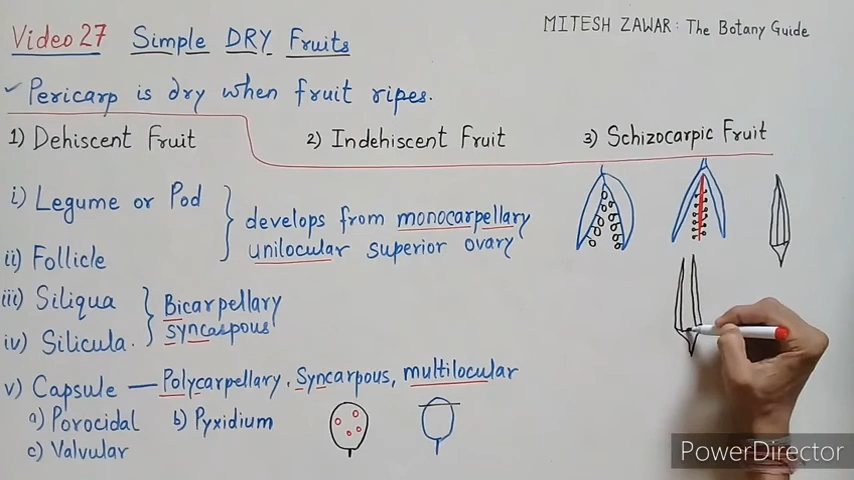 MITESH ZAWAR: The Botany Guide
Video 27 Simple DRY Fruits
Pericarp is dry when fruit ripes.
1) Dehiscent Fruit 2) Indehiscent Fruit 3) Schizocarpic Fruit
i) Legume or Pod
develops from monocarpellary
unilocular superior ovary
ii) Follicle
iii) Siliqua
Bicarpellary
syncarpous
iv) Silicula.
v) Capsule — Polycarpellary, Syncarpous, multilocular
a) Porocidal b) Pyxidium
c) Valvular
PowerDirector